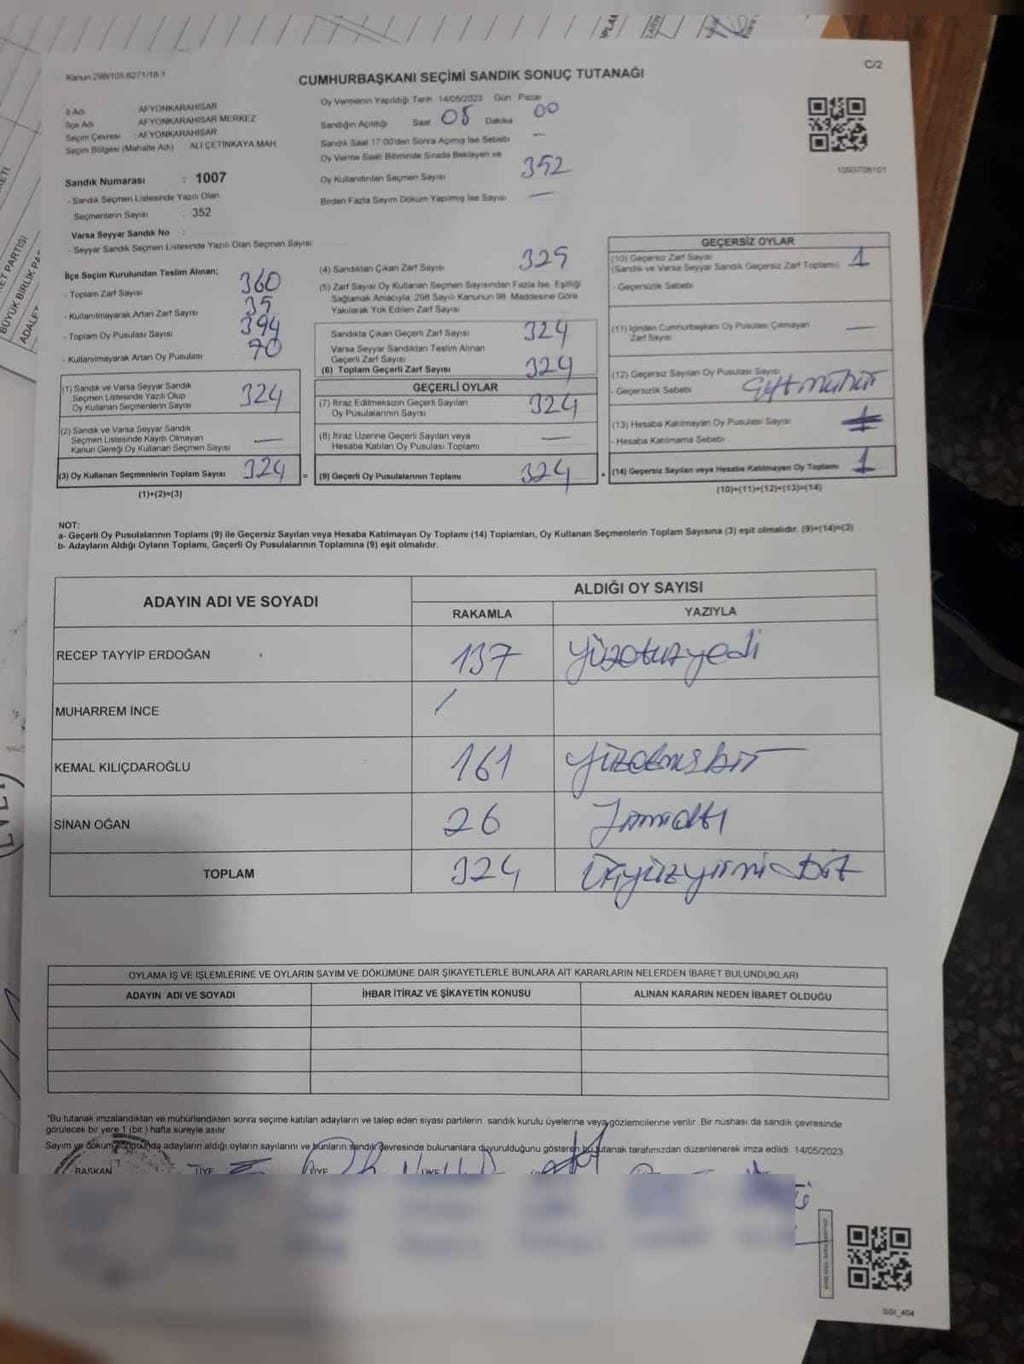 Kanun 298/105 6271/18-1
C/2
CUMHURBAŞKANI SEÇİMİ SANDIK SONUÇ TUTANAĞI
İl Adı AFYONKARAHİSAR
İlçe Adı AFYONKARAHİSAR MERKEZ
Seçim Çevresi : AFYONKARAHİSAR
Seçim Bölgesi (Mahalle Adı) ALİ ÇETİNKAYA MAH
Sandık Numarası : 1007
- Sandık Seçmen Listesinde Yazılı Olan
Seçmenlerin Sayısı : 352
Varsa Seyyar Sandık No :
- Seyyar Sandık Seçmen Listesinde Yazılı Olan Seçmen Sayısı:
Oy Vermenin Yapıldığı Tarih 14/05/2023 Gün Pazar
Sandığın Açıldığı Saat 08 Dakika 00
Sandık Saat 17:00'den Sonra Açılmış İse Sebebi —
Oy Verme Saati Bitiminde Sırada Bekleyen ve
Oy Kullandırılan Seçmen Sayısı 352
Birden Fazla Sayım Döküm Yapılmış İse Sayısı —
İlçe Seçim Kurulundan Teslim Alınan;
- Toplam Zarf Sayısı 360
- Kullanılmayarak Artan Zarf Sayısı 35
- Toplam Oy Pusulası Sayısı 394
- Kullanılmayarak Artan Oy Pusulası 70
(1) Sandık ve Varsa Seyyar Sandık
Seçmen Listesinde Yazılı Olup
Oy Kullanan Seçmenlerin Sayısı 324
(2) Sandık ve Varsa Seyyar Sandık
Seçmen Listesinde Kayıtlı Olmayan
Kanun Gereği Oy Kullanan Seçmen Sayısı —
(3) Oy Kullanan Seçmenlerin Toplam Sayısı 324 =
(1)+(2)=(3)
(4) Sandıktan Çıkan Zarf Sayısı 325
(5) Zarf Sayısı Oy Kullanan Seçmen Sayısından Fazla İse, Eşitliği
Sağlamak Amacıyla, 298 Sayılı Kanunun 98. Maddesine Göre
Yakılarak Yok Edilen Zarf Sayısı
Sandıkta Çıkan Geçerli Zarf Sayısı 324
Varsa Seyyar Sandıktan Teslim Alınan
Geçerli Zarf Sayısı
(6) Toplam Geçerli Zarf Sayısı 324
GEÇERLİ OYLAR
(7) İtiraz Edilmeksizin Geçerli Sayılan
Oy Pusulalarının Sayısı 324
(8) İtiraz Üzerine Geçerli Sayılan veya
Hesaba Katılan Oy Pusulası Toplamı —
(9) Geçerli Oy Pusulalarının Toplamı 324 +
GEÇERSİZ OYLAR
(10) Geçersiz Zarf Sayısı 1
(Sandık ve Varsa Seyyar Sandık Geçersiz Zarf Toplamı)
- Geçersizlik Sebebi
(11) İçinden Cumhurbaşkanı Oy Pusulası Çıkmayan
Zarf Sayısı —
(12) Geçersiz Sayılan Oy Pusulası Sayısı
- Geçersizlik Sebebi Çift mühür
(13) Hesaba Katılmayan Oy Pusulası Sayısı
- Hesaba Katılmama Sebebi
(14) Geçersiz Sayılan veya Hesaba Katılmayan Oy Toplamı 1
(10)+(11)+(12)+(13)=(14)
NOT:
a- Geçerli Oy Pusulalarının Toplamı (9) ile Geçersiz Sayılan veya Hesaba Katılmayan Oy Toplamı (14) Toplamları, Oy Kullanan Seçmenlerin Toplam Sayısına (3) eşit olmalıdır. (9)+(14)=(3)
b- Adayların Aldığı Oyların Toplamı, Geçerli Oy Pusulalarının Toplamına (9) eşit olmalıdır.
ADAYIN ADI VE SOYADI
ALDIĞI OY SAYISI
RAKAMLA YAZIYLA
RECEP TAYYİP ERDOĞAN 137 Yüzotuzyedi
MUHARREM İNCE /
KEMAL KILIÇDAROĞLU 161
SİNAN OĞAN 26
TOPLAM 324
OYLAMA İŞ VE İŞLEMLERİNE VE OYLARIN SAYIM VE DÖKÜMÜNE DAİR ŞİKAYETLERLE BUNLARA AİT KARARLARIN NELERDEN İBARET BULUNDUKLARI
ADAYIN ADI VE SOYADI İHBAR İTİRAZ VE ŞİKAYETİN KONUSU ALINAN KARARIN NEDEN İBARET OLDUĞU
*Bu tutanak imzalandıktan ve mühürlendikten sonra seçime katılan adayların ve talep eden siyasi partilerin sandık kurulu üyelerine veya gözlemcilerine verilir. Bir nüshası da sandık çevresinde
görülecek bir yere 1 (bir) hafta süreyle asılır.
Sayım ve döküm sonucunda adayların aldığı oyların sayılarını ve bunların sandık çevresinde bulunanlara duyurulduğunu gösteren bu tutanak tarafımızdan düzenlenerek imza edildi. 14/05/2023
BAŞKAN ÜYE ÜYE ÜYE
SGI_404